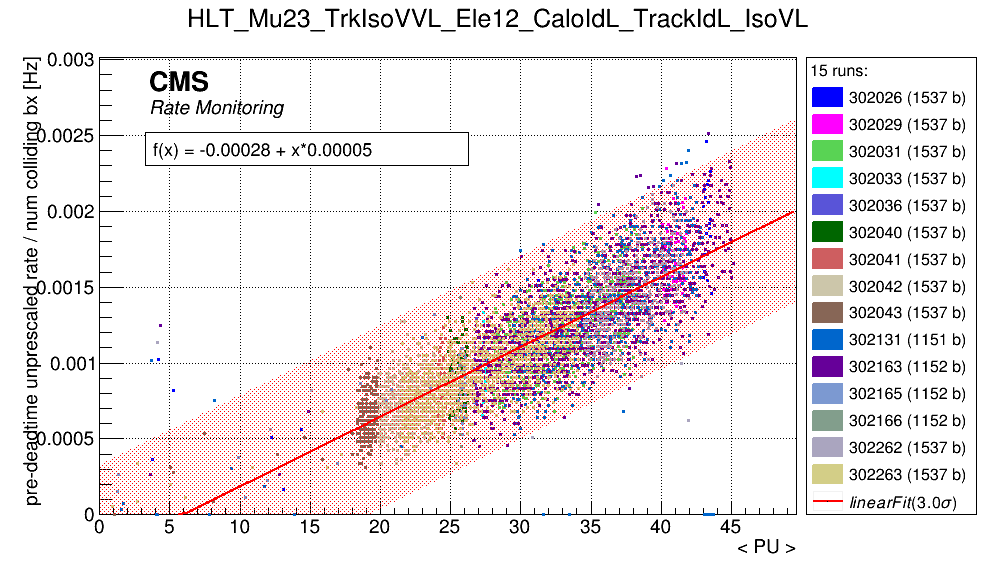 HLT_Mu23_TrkIsoVVL_Ele12_CaloIdL_TrackIdL_IsoVL
pre-deadtime unprescaled rate / num colliding bx [Hz]
0.003
0.0025
0.002
0.0015
0.001
0.0005
0
CMS
Rate Monitoring
f(x) = -0.00028 + x*0.00005
0 5 10 15 20 25 30 35 40 45
< PU >
15 runs:
302026 (1537 b)
302029 (1537 b)
302031 (1537 b)
302033 (1537 b)
302036 (1537 b)
302040 (1537 b)
302041 (1537 b)
302042 (1537 b)
302043 (1537 b)
302131 (1151 b)
302163 (1152 b)
302165 (1152 b)
302166 (1152 b)
302262 (1537 b)
302263 (1537 b)
linearFit(3.0σ)